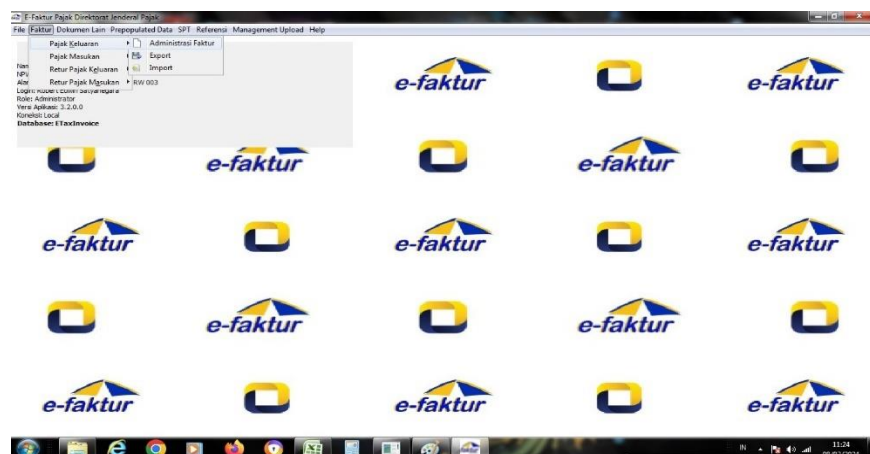 E-Faktur Pajak Direktorat Jenderal Pajak
File Faktur Dokumen Lain Prepopulated Data SPT Referensi Management Upload Help
Pajak Keluaran
Administrasi Faktur
Pajak Masukan
Export
Retur Pajak Keluaran
Import
Retur Pajak Masukan
RW 003
Role: Administrator
Versi Aplikasi: 3.2.0.0
Koneksi: Local
Database: ETaxInvoice
e-faktur e-faktur
e-faktur e-faktur
e-faktur e-faktur e-faktur
e-faktur e-faktur
e-faktur e-faktur e-faktur
IN
11:24